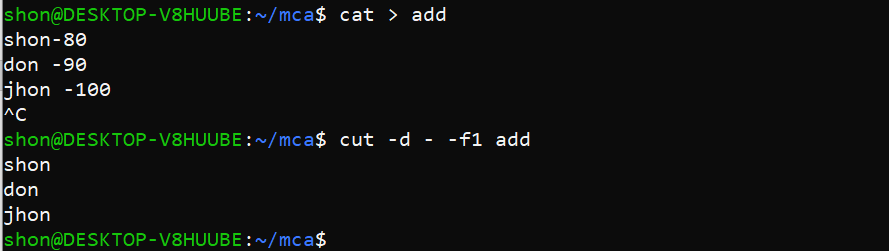 shon@DESKTOP-V8HUUBE:~/mca$ cat > add
shon-80
don -90
jhon -100
^C
shon@DESKTOP-V8HUUBE:~/mca$ cut -d - -f1 add
shon
don
jhon
shon@DESKTOP-V8HUUBE:~/mca$